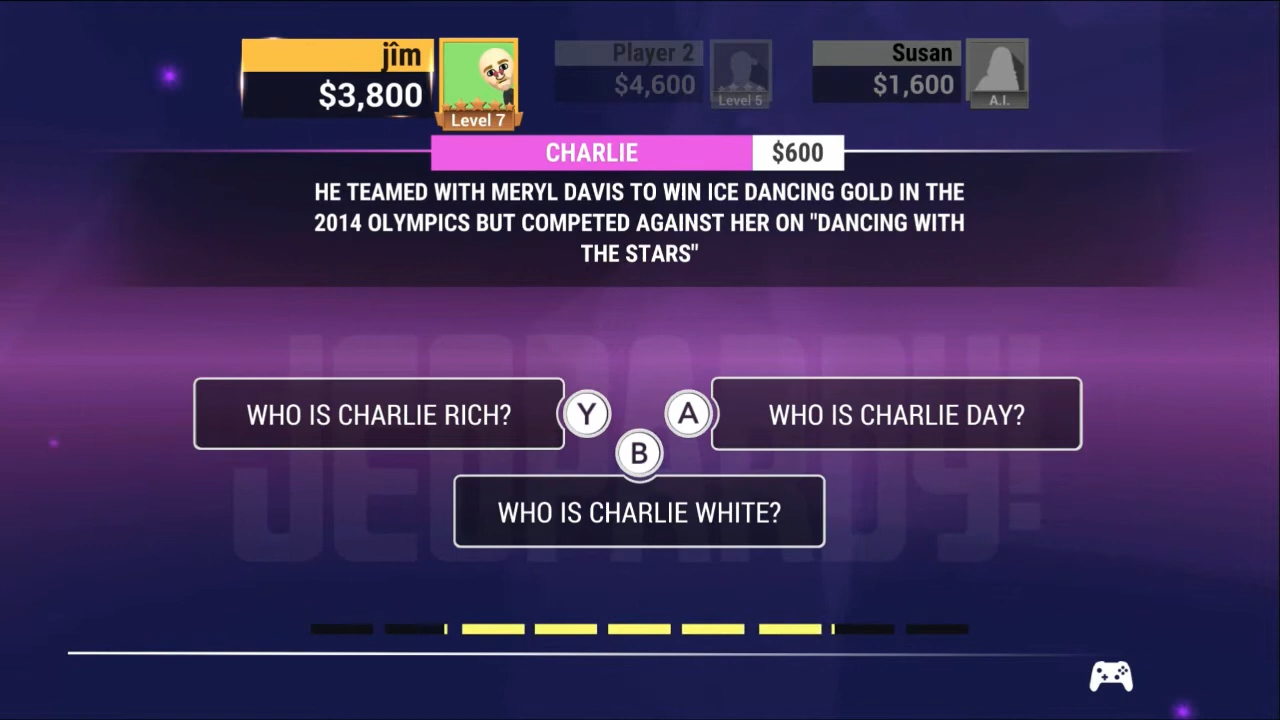 jîm
$3,800
Level 7
Player 2
$4,600
Level 5
Susan
$1,600
A.I.
CHARLIE
$600
HE TEAMED WITH MERYL DAVIS TO WIN ICE DANCING GOLD IN THE
2014 OLYMPICS BUT COMPETED AGAINST HER ON "DANCING WITH
THE STARS"
JEOPARDY!
WHO IS CHARLIE RICH?
Y
A
WHO IS CHARLIE DAY?
B
WHO IS CHARLIE WHITE?
JEOPARDY!